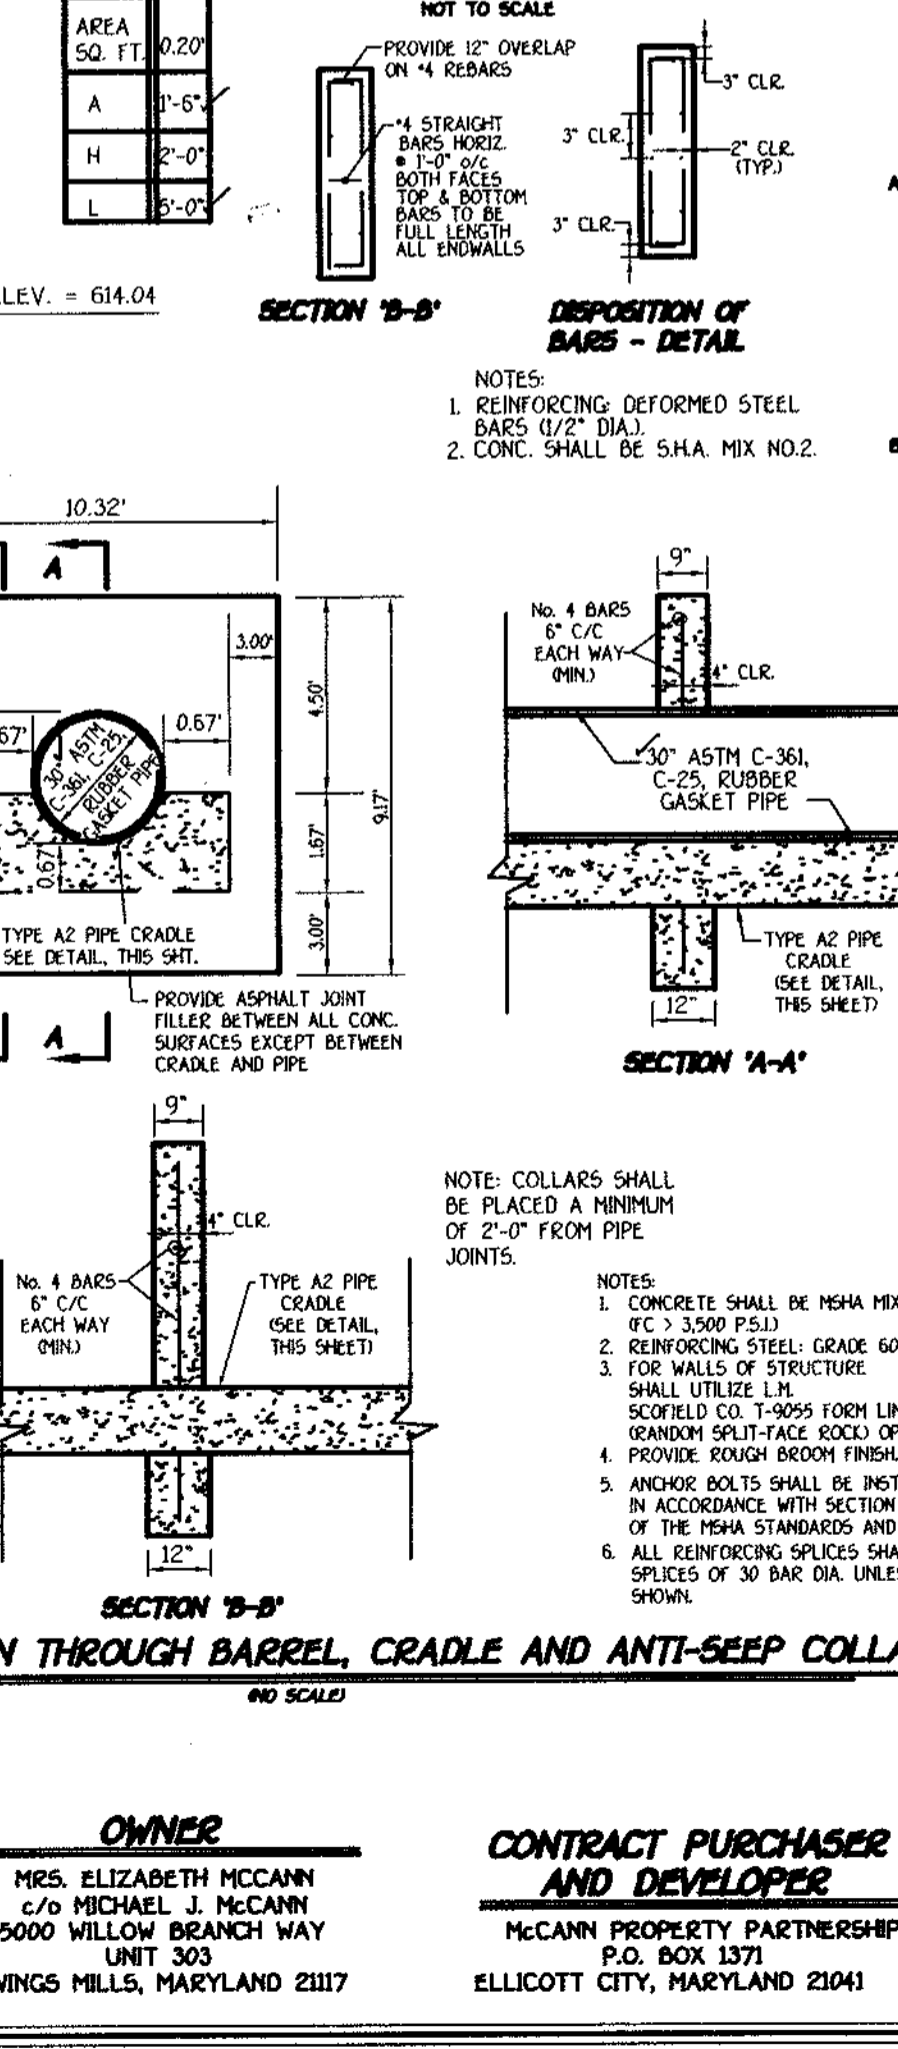 NOT TO SCALE
AREA
SQ. FT. 0.20'
A 1'-6"
H 2'-0"
L 5'-0"
PROVIDE 12" OVERLAP
ON #4 REBARS
#4 STRAIGHT
BARS HORIZ.
@ 1'-0" o/c
BOTH FACES
TOP & BOTTOM
BARS TO BE
FULL LENGTH
ALL ENDWALLS
SECTION "B-B"
3" CLR.
3" CLR.
2" CLR.
(TYP.)
3" CLR.
DISPOSITION OF
BARS - DETAIL
LEV. = 614.04
NOTES:
1. REINFORCING: DEFORMED STEEL
BARS (1/2" DIA.).
2. CONC. SHALL BE S.H.A. MIX NO.2.
10.32'
A
3.00'
67'
0.67'
30" ASTM
C-361, C-25,
RUBBER
GASKET PIPE
4.50'
9.17'
1.67'
0.67
3.00'
TYPE A2 PIPE CRADLE
SEE DETAIL, THIS SHT.
PROVIDE ASPHALT JOINT
FILLER BETWEEN ALL CONC.
SURFACES EXCEPT BETWEEN
CRADLE AND PIPE
A
9"
No. 4 BARS
6" C/C
EACH WAY
(MIN.)
4" CLR.
30" ASTM C-361,
C-25, RUBBER
GASKET PIPE
TYPE A2 PIPE
CRADLE
(SEE DETAIL,
THIS SHEET)
12"
SECTION "A-A"
9"
4" CLR.
No. 4 BARS
6" C/C
EACH WAY
(MIN.)
TYPE A2 PIPE
CRADLE
(SEE DETAIL,
THIS SHEET)
12"
SECTION "B-B"
NOTE: COLLARS SHALL
BE PLACED A MINIMUM
OF 2'-0" FROM PIPE
JOINTS.
NOTES:
1. CONCRETE SHALL BE MSHA MIX
(FC > 3,500 P.S.I.)
2. REINFORCING STEEL: GRADE 60
3. FOR WALLS OF STRUCTURE
SHALL UTILIZE L.M.
SCOFIELD CO. T-9055 FORM LIN
(RANDOM SPLIT-FACE ROCK) OP
4. PROVIDE ROUGH BROOM FINISH.
5. ANCHOR BOLTS SHALL BE INST
IN ACCORDANCE WITH SECTION
OF THE MSHA STANDARDS AND
6. ALL REINFORCING SPLICES SHA
SPLICES OF 30 BAR DIA. UNLES
SHOWN.
N THROUGH BARREL, CRADLE AND ANTI-SEEP COLLA
(NO SCALE)
OWNER
MRS. ELIZABETH MCCANN
c/o MICHAEL J. McCANN
5000 WILLOW BRANCH WAY
UNIT 303
WINGS MILLS, MARYLAND 21117
CONTRACT PURCHASER
AND DEVELOPER
McCANN PROPERTY PARTNERSHIP
P.O. BOX 1371
ELLICOTT CITY, MARYLAND 21041